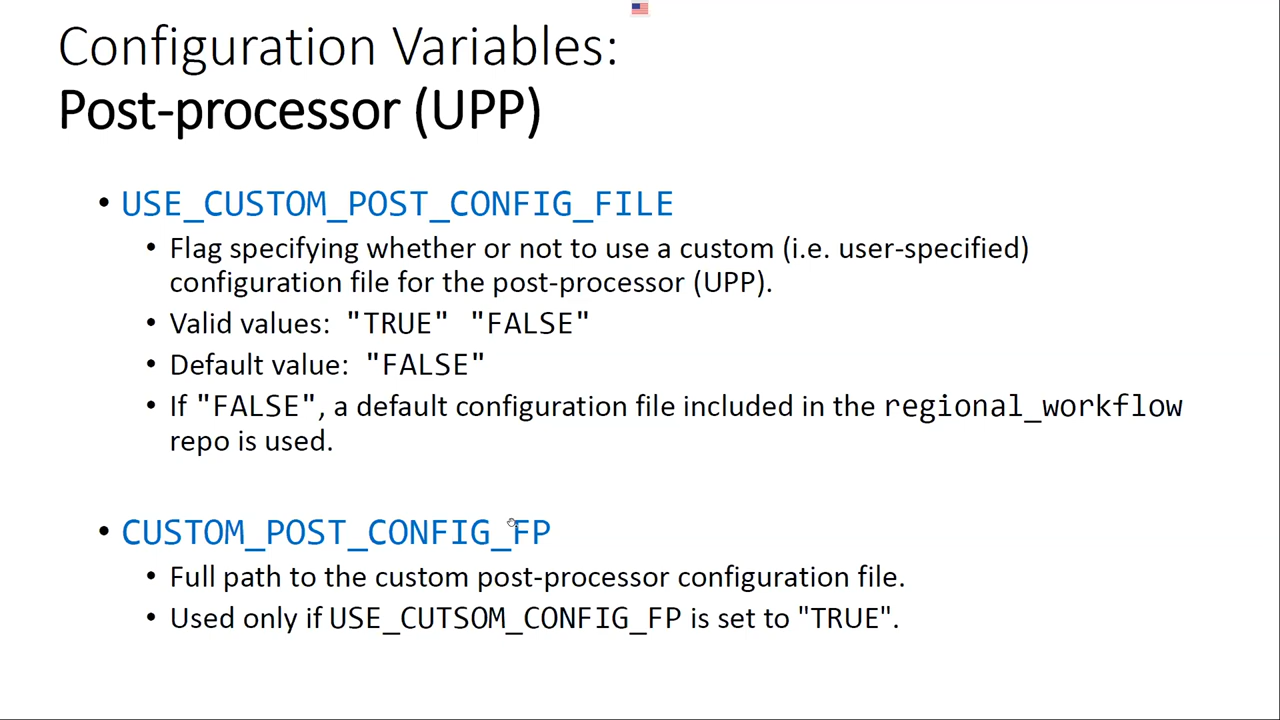 Configuration Variables:
Post-processor (UPP)
• USE_CUSTOM_POST_CONFIG_FILE
• Flag specifying whether or not to use a custom (i.e. user-specified)
configuration file for the post-processor (UPP).
• Valid values: "TRUE" "FALSE"
• Default value: "FALSE"
• If "FALSE", a default configuration file included in the regional_workflow
repo is used.
• CUSTOM_POST_CONFIG_FP
• Full path to the custom post-processor configuration file.
• Used only if USE_CUTSOM_CONFIG_FP is set to "TRUE".